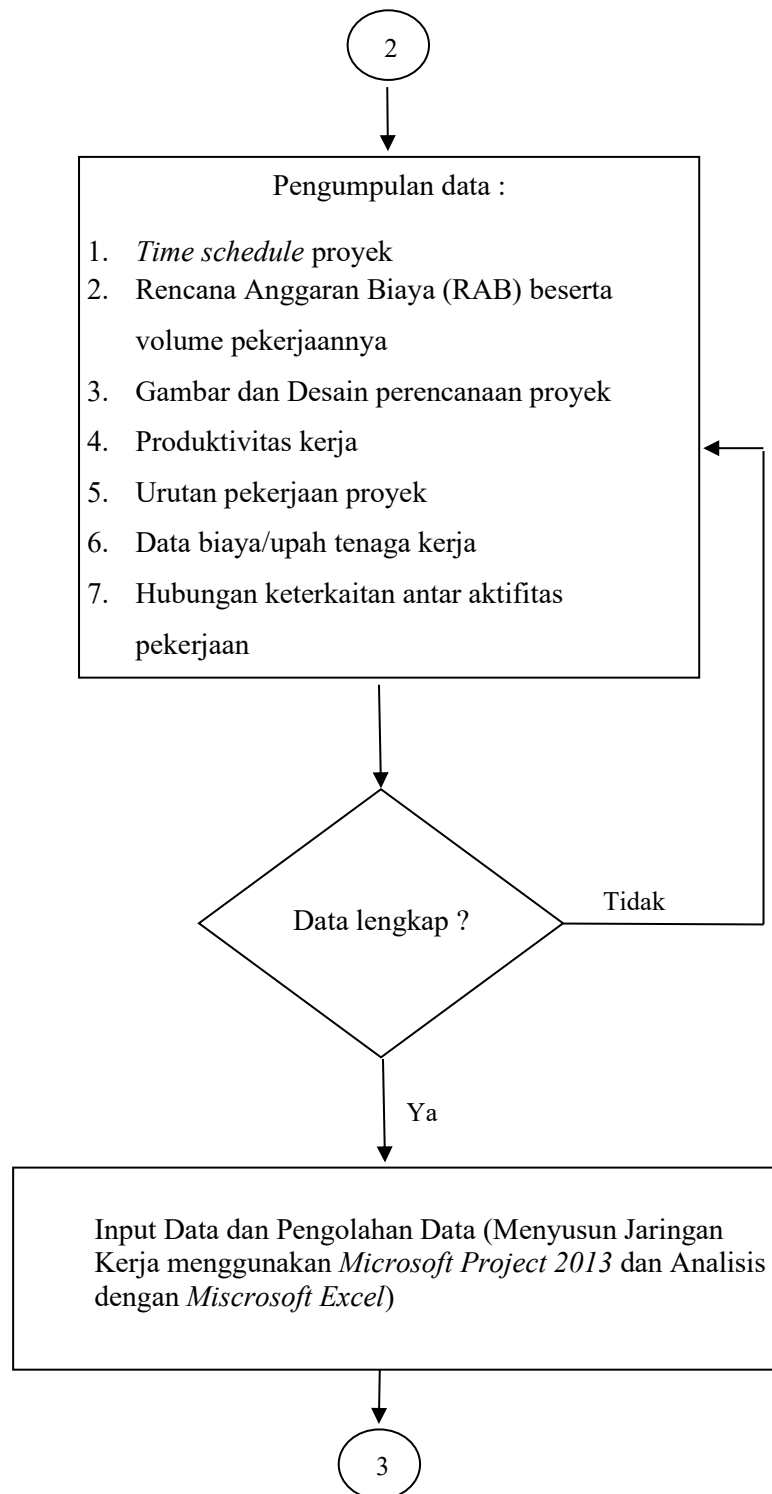 2
Pengumpulan data :
1. Time schedule proyek
2. Rencana Anggaran Biaya (RAB) beserta
volume pekerjaannya
3. Gambar dan Desain perencanaan proyek
4. Produktivitas kerja
5. Urutan pekerjaan proyek
6. Data biaya/upah tenaga kerja
7. Hubungan keterkaitan antar aktifitas
pekerjaan
Data lengkap ?
Tidak
Ya
Input Data dan Pengolahan Data (Menyusun Jaringan
Kerja menggunakan Microsoft Project 2013 dan Analisis
dengan Miscrosoft Excel)
3